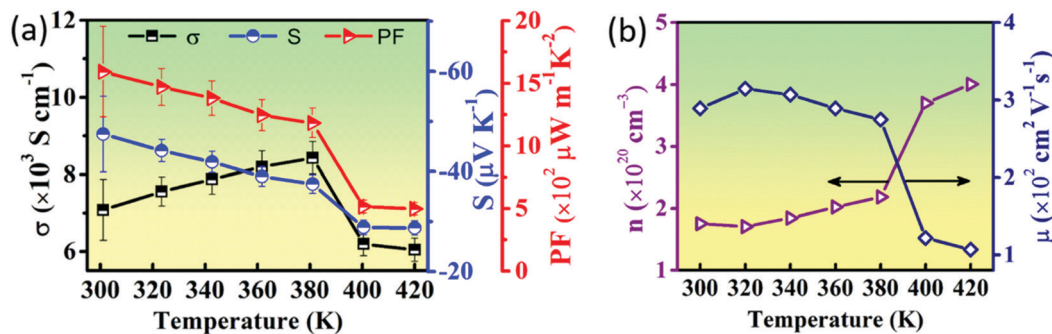 (a)
σ S PF
σ (×10³ S cm⁻¹)
12
10
8
6
300 320 340 360 380 400 420
Temperature (K)
-60
-40
-20
S (μV K⁻¹)
20
15
10
5
0
PF (×10² μW m⁻¹K⁻²)
(b)
n (×10²⁰ cm⁻³)
5
4
3
2
1
300 320 340 360 380 400 420
Temperature (K)
4
3
2
1
μ (×10² cm² V⁻¹s⁻¹)